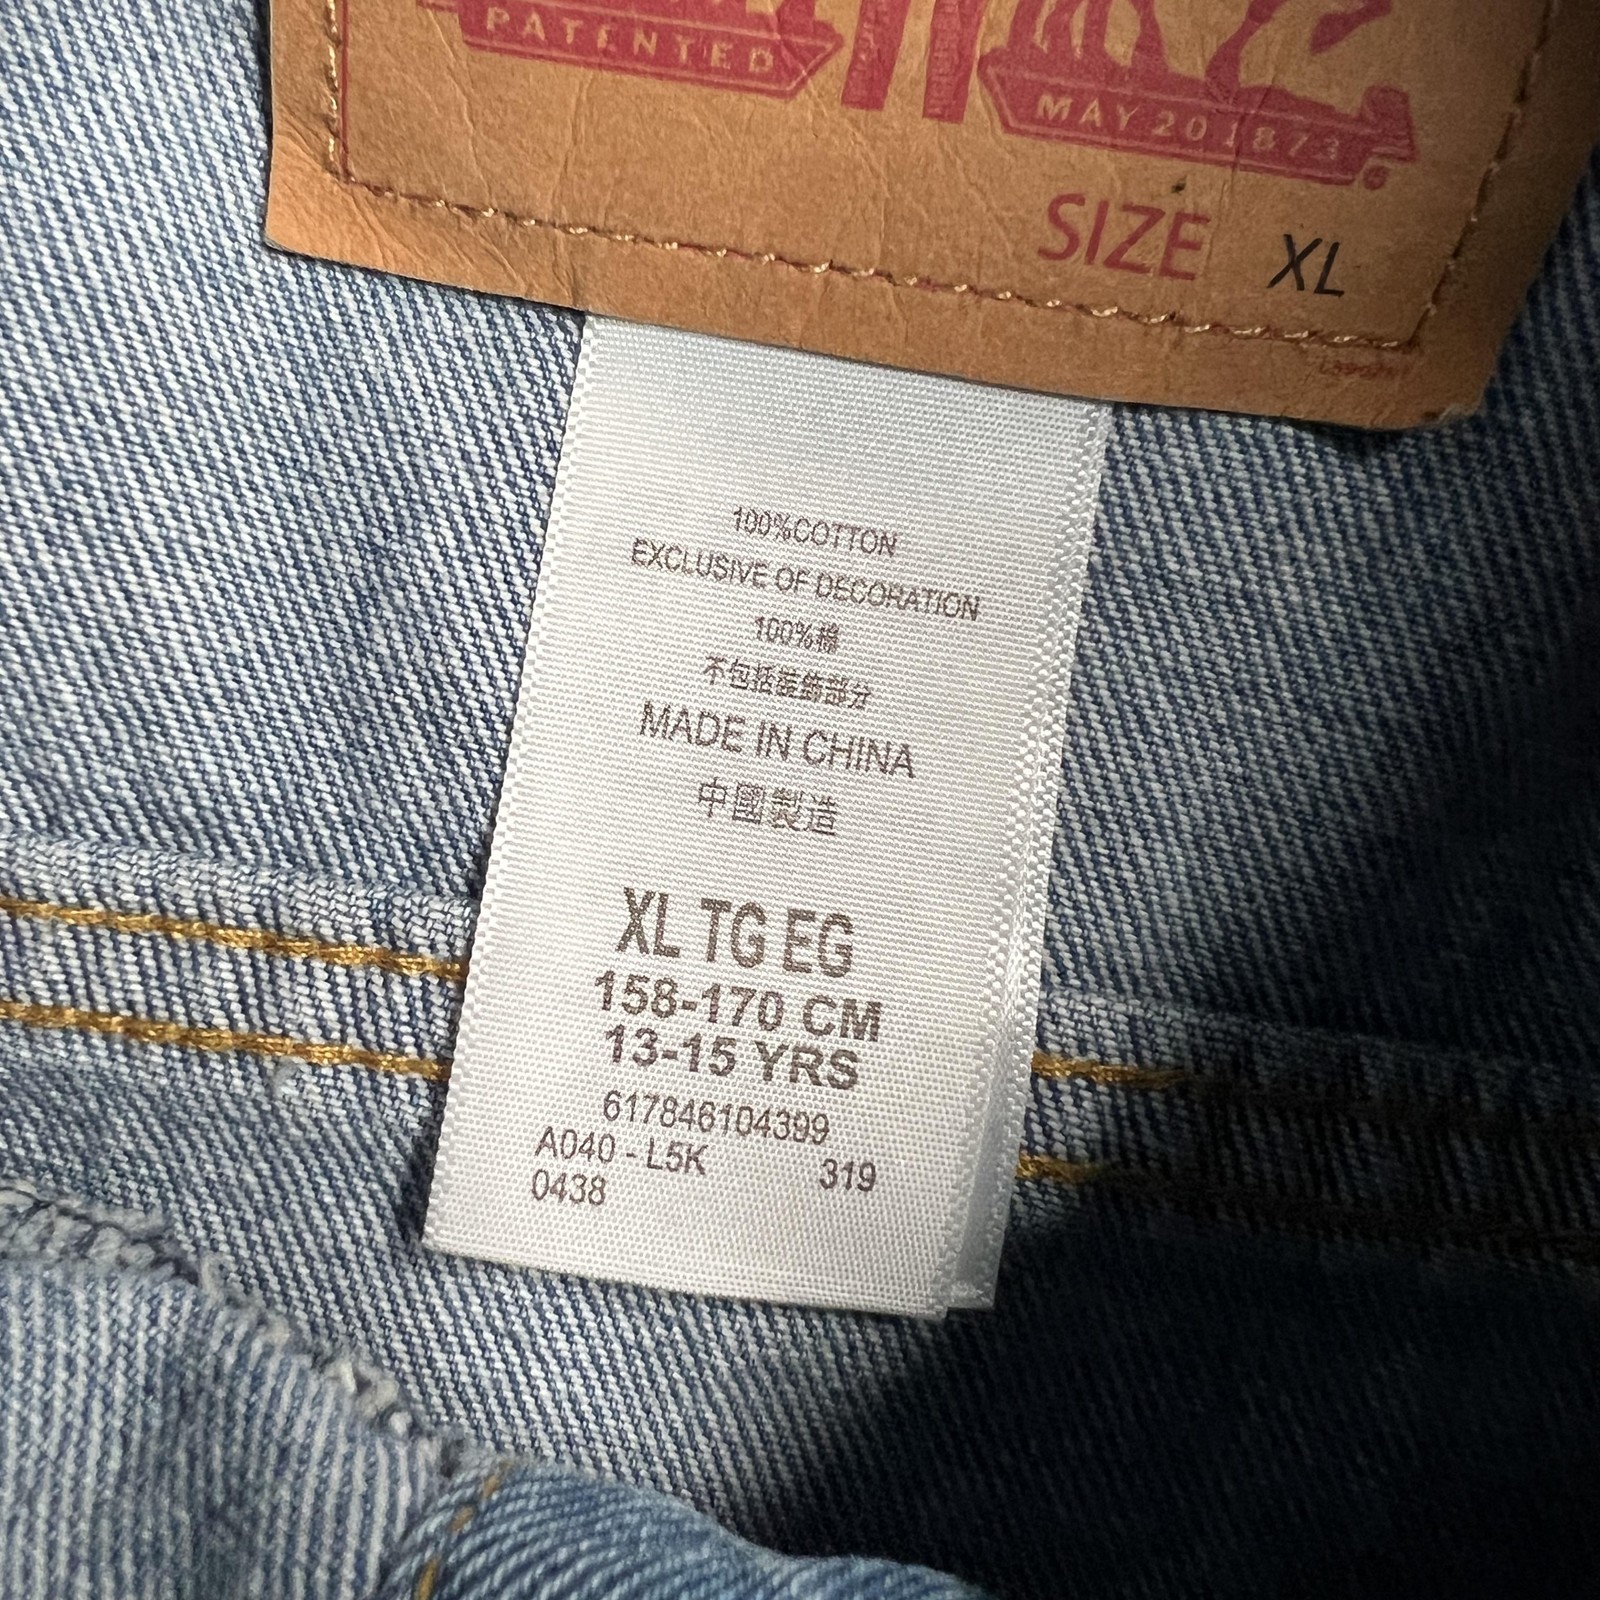 PATENTED
MAY 20 1873
®
SIZE XL
100%COTTON
EXCLUSIVE OF DECORATION
100%棉
不包括裝飾部分
MADE IN CHINA
中國製造
XL TG EG
158-170 CM
13-15 YRS
617846104399
A040 - L5K 319
0438